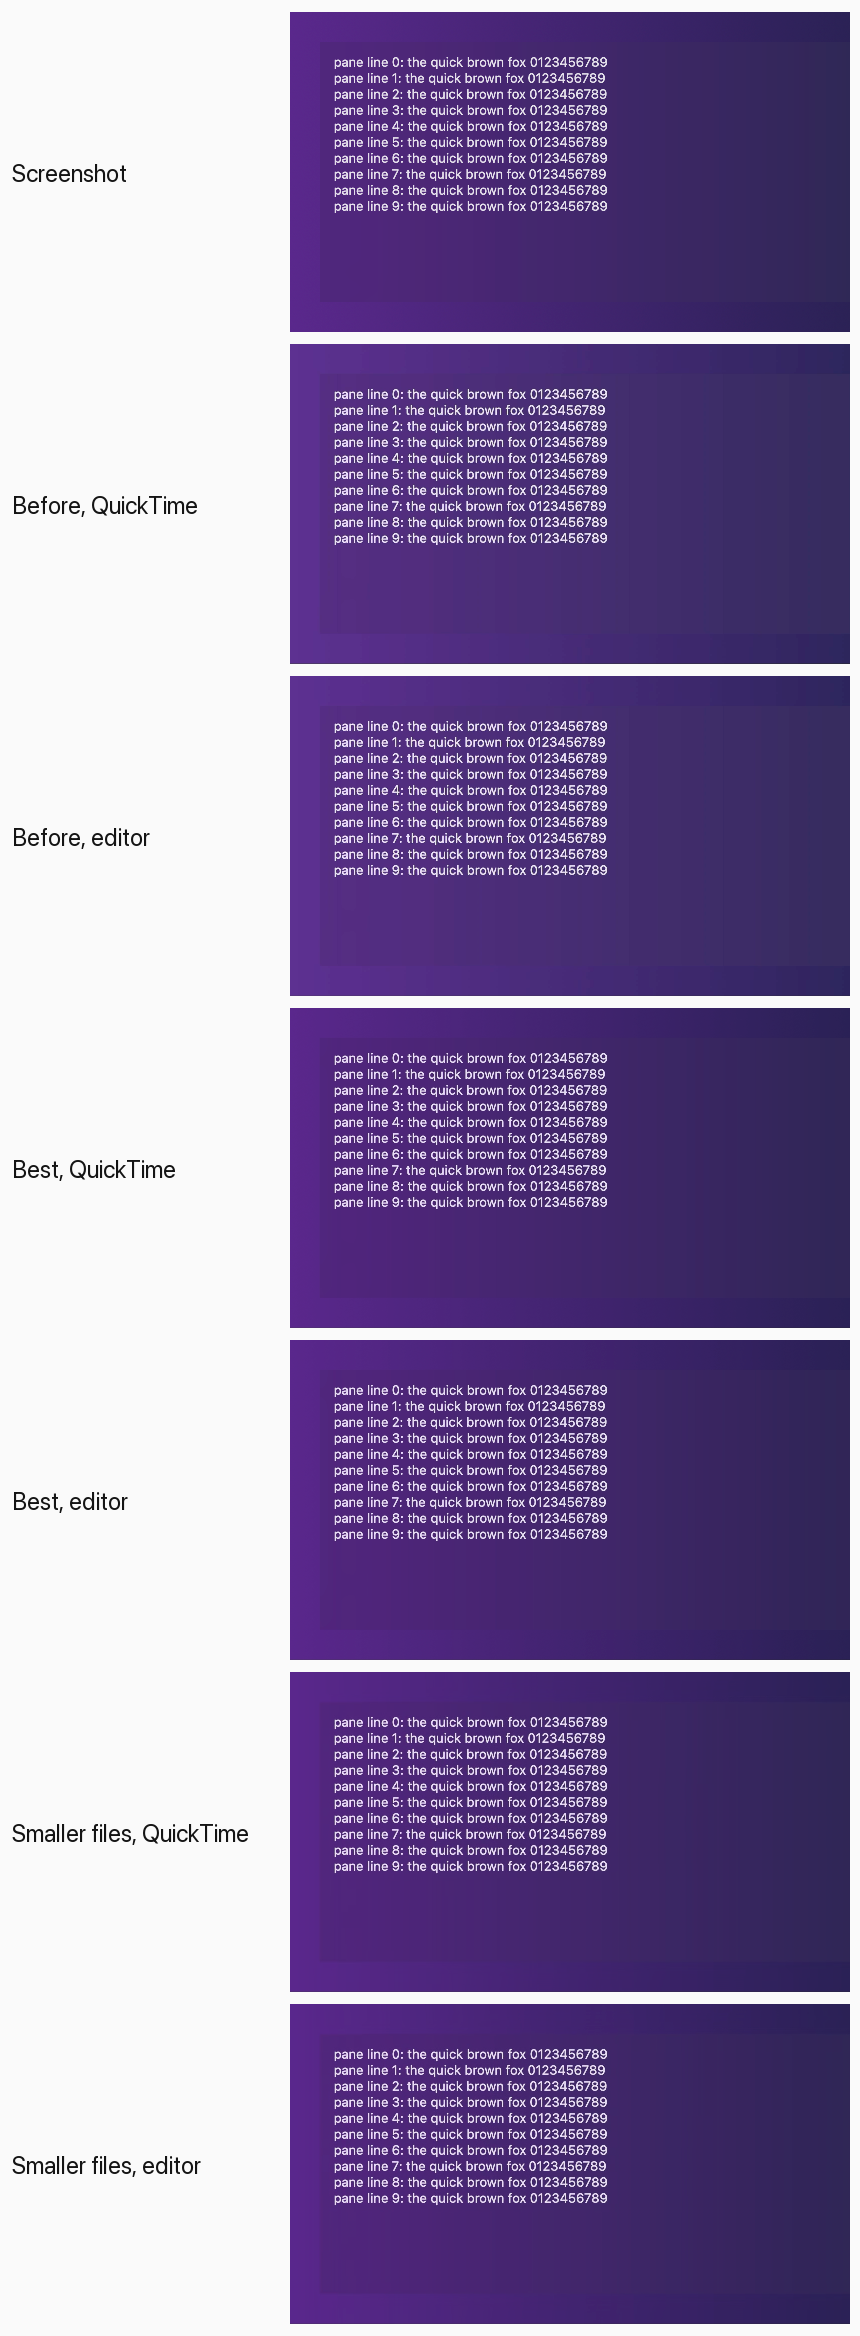 Screenshot
pane line 0: the quick brown fox 0123456789
pane line 1: the quick brown fox 0123456789
pane line 2: the quick brown fox 0123456789
pane line 3: the quick brown fox 0123456789
pane line 4: the quick brown fox 0123456789
pane line 5: the quick brown fox 0123456789
pane line 6: the quick brown fox 0123456789
pane line 7: the quick brown fox 0123456789
pane line 8: the quick brown fox 0123456789
pane line 9: the quick brown fox 0123456789
Before, QuickTime
pane line 0: the quick brown fox 0123456789
pane line 1: the quick brown fox 0123456789
pane line 2: the quick brown fox 0123456789
pane line 3: the quick brown fox 0123456789
pane line 4: the quick brown fox 0123456789
pane line 5: the quick brown fox 0123456789
pane line 6: the quick brown fox 0123456789
pane line 7: the quick brown fox 0123456789
pane line 8: the quick brown fox 0123456789
pane line 9: the quick brown fox 0123456789
Before, editor
pane line 0: the quick brown fox 0123456789
pane line 1: the quick brown fox 0123456789
pane line 2: the quick brown fox 0123456789
pane line 3: the quick brown fox 0123456789
pane line 4: the quick brown fox 0123456789
pane line 5: the quick brown fox 0123456789
pane line 6: the quick brown fox 0123456789
pane line 7: the quick brown fox 0123456789
pane line 8: the quick brown fox 0123456789
pane line 9: the quick brown fox 0123456789
Best, QuickTime
pane line 0: the quick brown fox 0123456789
pane line 1: the quick brown fox 0123456789
pane line 2: the quick brown fox 0123456789
pane line 3: the quick brown fox 0123456789
pane line 4: the quick brown fox 0123456789
pane line 5: the quick brown fox 0123456789
pane line 6: the quick brown fox 0123456789
pane line 7: the quick brown fox 0123456789
pane line 8: the quick brown fox 0123456789
pane line 9: the quick brown fox 0123456789
Best, editor
pane line 0: the quick brown fox 0123456789
pane line 1: the quick brown fox 0123456789
pane line 2: the quick brown fox 0123456789
pane line 3: the quick brown fox 0123456789
pane line 4: the quick brown fox 0123456789
pane line 5: the quick brown fox 0123456789
pane line 6: the quick brown fox 0123456789
pane line 7: the quick brown fox 0123456789
pane line 8: the quick brown fox 0123456789
pane line 9: the quick brown fox 0123456789
Smaller files, QuickTime
pane line 0: the quick brown fox 0123456789
pane line 1: the quick brown fox 0123456789
pane line 2: the quick brown fox 0123456789
pane line 3: the quick brown fox 0123456789
pane line 4: the quick brown fox 0123456789
pane line 5: the quick brown fox 0123456789
pane line 6: the quick brown fox 0123456789
pane line 7: the quick brown fox 0123456789
pane line 8: the quick brown fox 0123456789
pane line 9: the quick brown fox 0123456789
Smaller files, editor
pane line 0: the quick brown fox 0123456789
pane line 1: the quick brown fox 0123456789
pane line 2: the quick brown fox 0123456789
pane line 3: the quick brown fox 0123456789
pane line 4: the quick brown fox 0123456789
pane line 5: the quick brown fox 0123456789
pane line 6: the quick brown fox 0123456789
pane line 7: the quick brown fox 0123456789
pane line 8: the quick brown fox 0123456789
pane line 9: the quick brown fox 0123456789